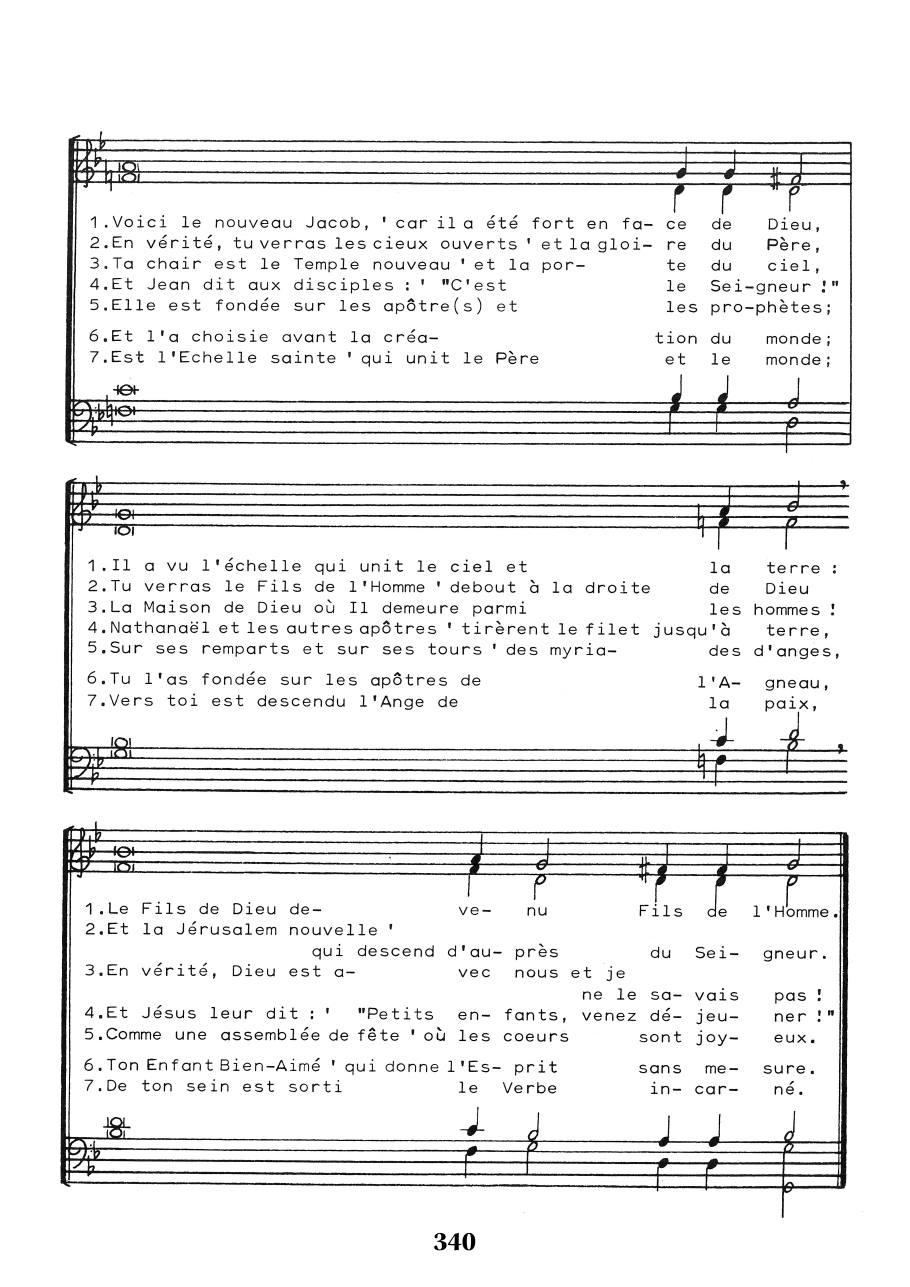 1.Voici le nouveau Jacob, ' car il a été fort en fa- ce de Dieu,
2.En vérité, tu verras les cieux ouverts ' et la gloi- re du Père,
3.Ta chair est le Temple nouveau ' et la por- te du ciel,
4.Et Jean dit aux disciples : ' "C'est le Sei-gneur !"
5.Elle est fondée sur les apôtre(s) et les pro-phètes;
6.Et l'a choisie avant la créa- tion du monde;
7.Est l'Echelle sainte ' qui unit le Père et le monde;
1.Il a vu l'échelle qui unit le ciel et la terre :
2.Tu verras le Fils de l'Homme ' debout à la droite de Dieu
3.La Maison de Dieu où Il demeure parmi les hommes !
4.Nathanaël et les autres apôtres ' tirèrent le filet jusqu'à terre,
5.Sur ses remparts et sur ses tours ' des myria- des d'anges,
6.Tu l'as fondée sur les apôtres de l'A- gneau,
7.Vers toi est descendu l'Ange de la paix,
1.Le Fils de Dieu de- ve- nu Fils de l'Homme.
2.Et la Jérusalem nouvelle '
qui descend d'au- près du Sei- gneur.
3.En vérité, Dieu est a- vec nous et je
ne le sa- vais pas !
4.Et Jésus leur dit : ' "Petits en- fants, venez dé- jeu- ner !"
5.Comme une assemblée de fête ' où les coeurs sont joy- eux.
6.Ton Enfant Bien-Aimé ' qui donne l'Es- prit sans me- sure.
7.De ton sein est sorti le Verbe in- car- né.
340